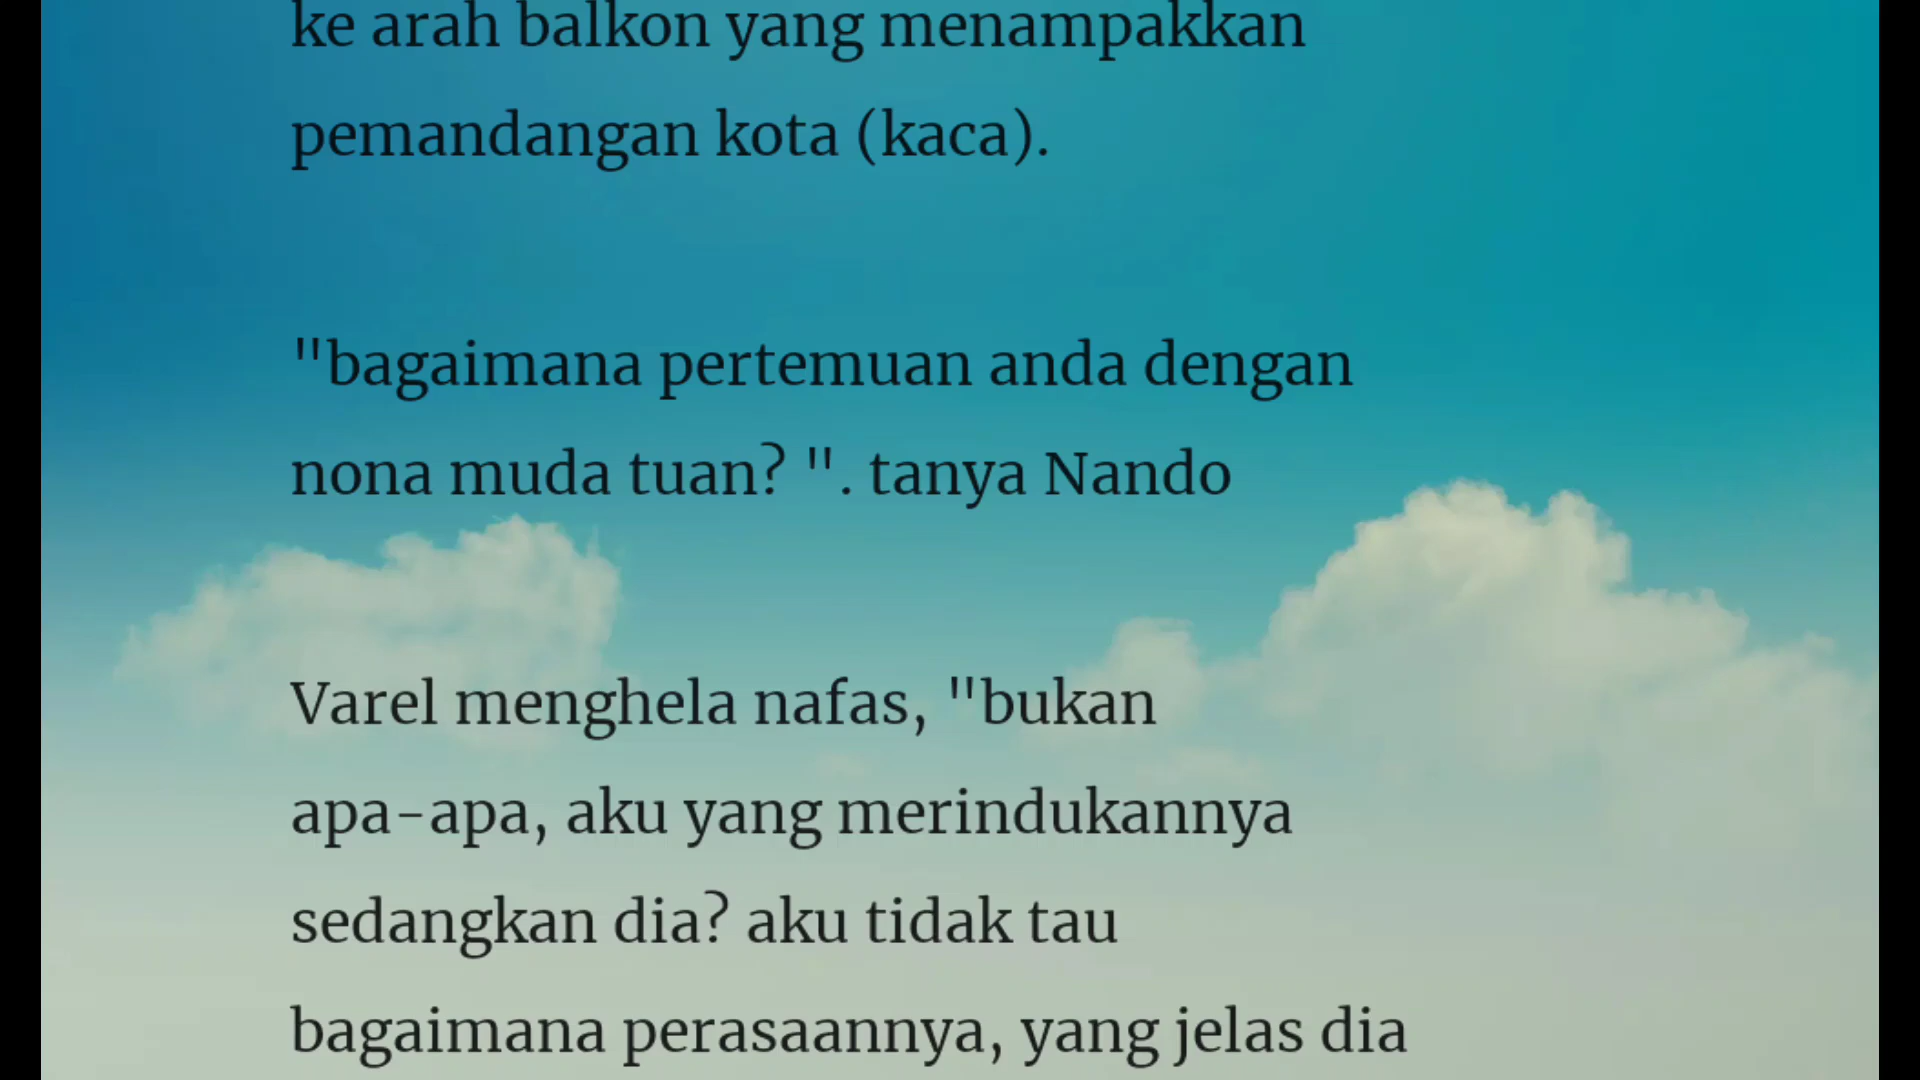 ke arah balkon yang menampakkan
pemandangan kota (kaca).
"bagaimana pertemuan anda dengan
nona muda tuan? ". tanya Nando
Varel menghela nafas, "bukan
apa-apa, aku yang merindukannya
sedangkan dia? aku tidak tau
bagaimana perasaannya, yang jelas dia